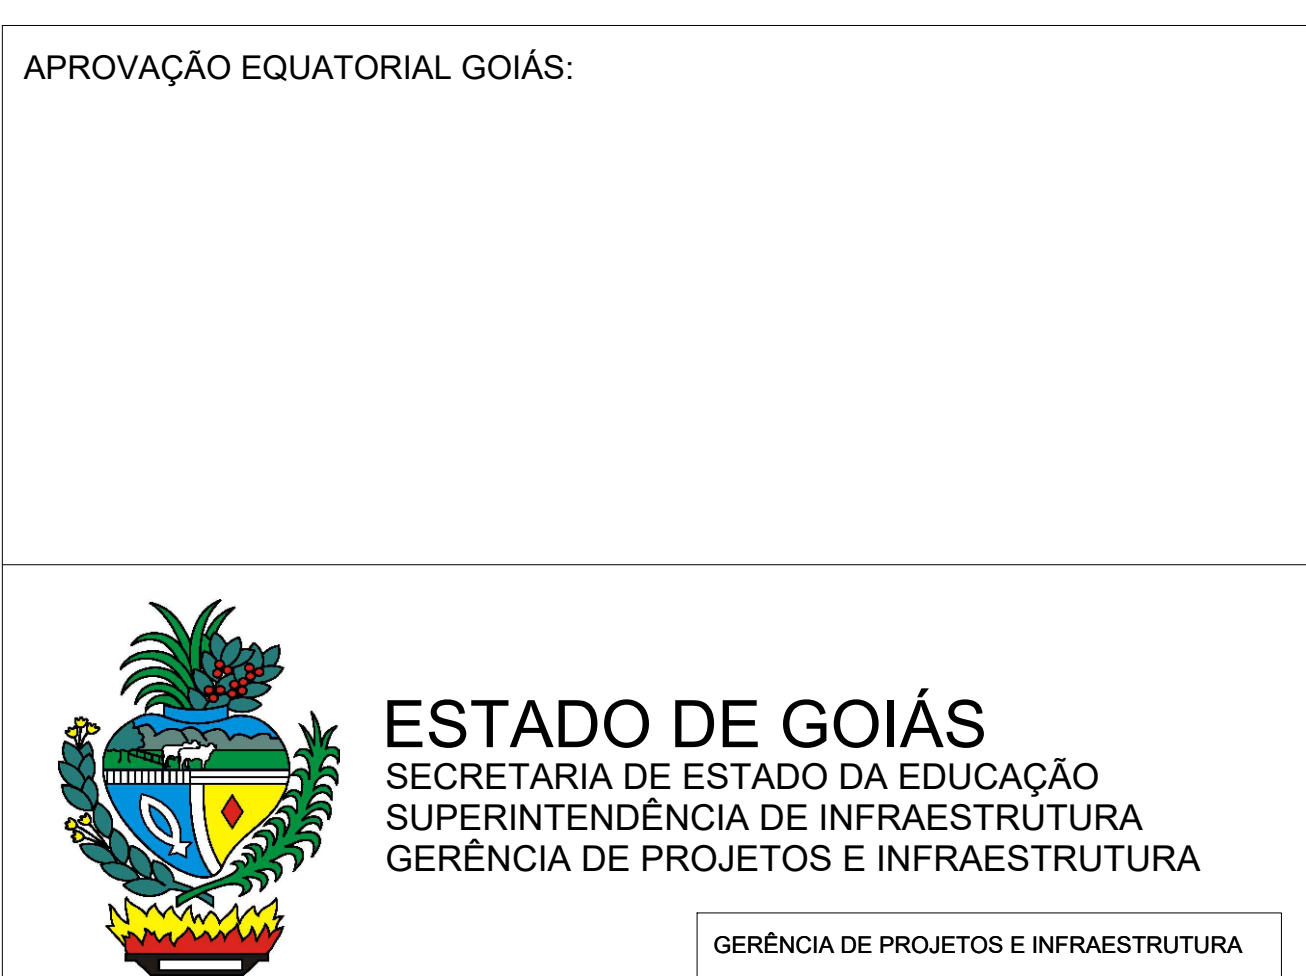 APROVAÇÃO EQUATORIAL GOIÁS:
ESTADO DE GOIÁS
SECRETARIA DE ESTADO DA EDUCAÇÃO
SUPERINTENDÊNCIA DE INFRAESTRUTURA
GERÊNCIA DE PROJETOS E INFRAESTRUTURA
GERÊNCIA DE PROJETOS E INFRAESTRUTURA